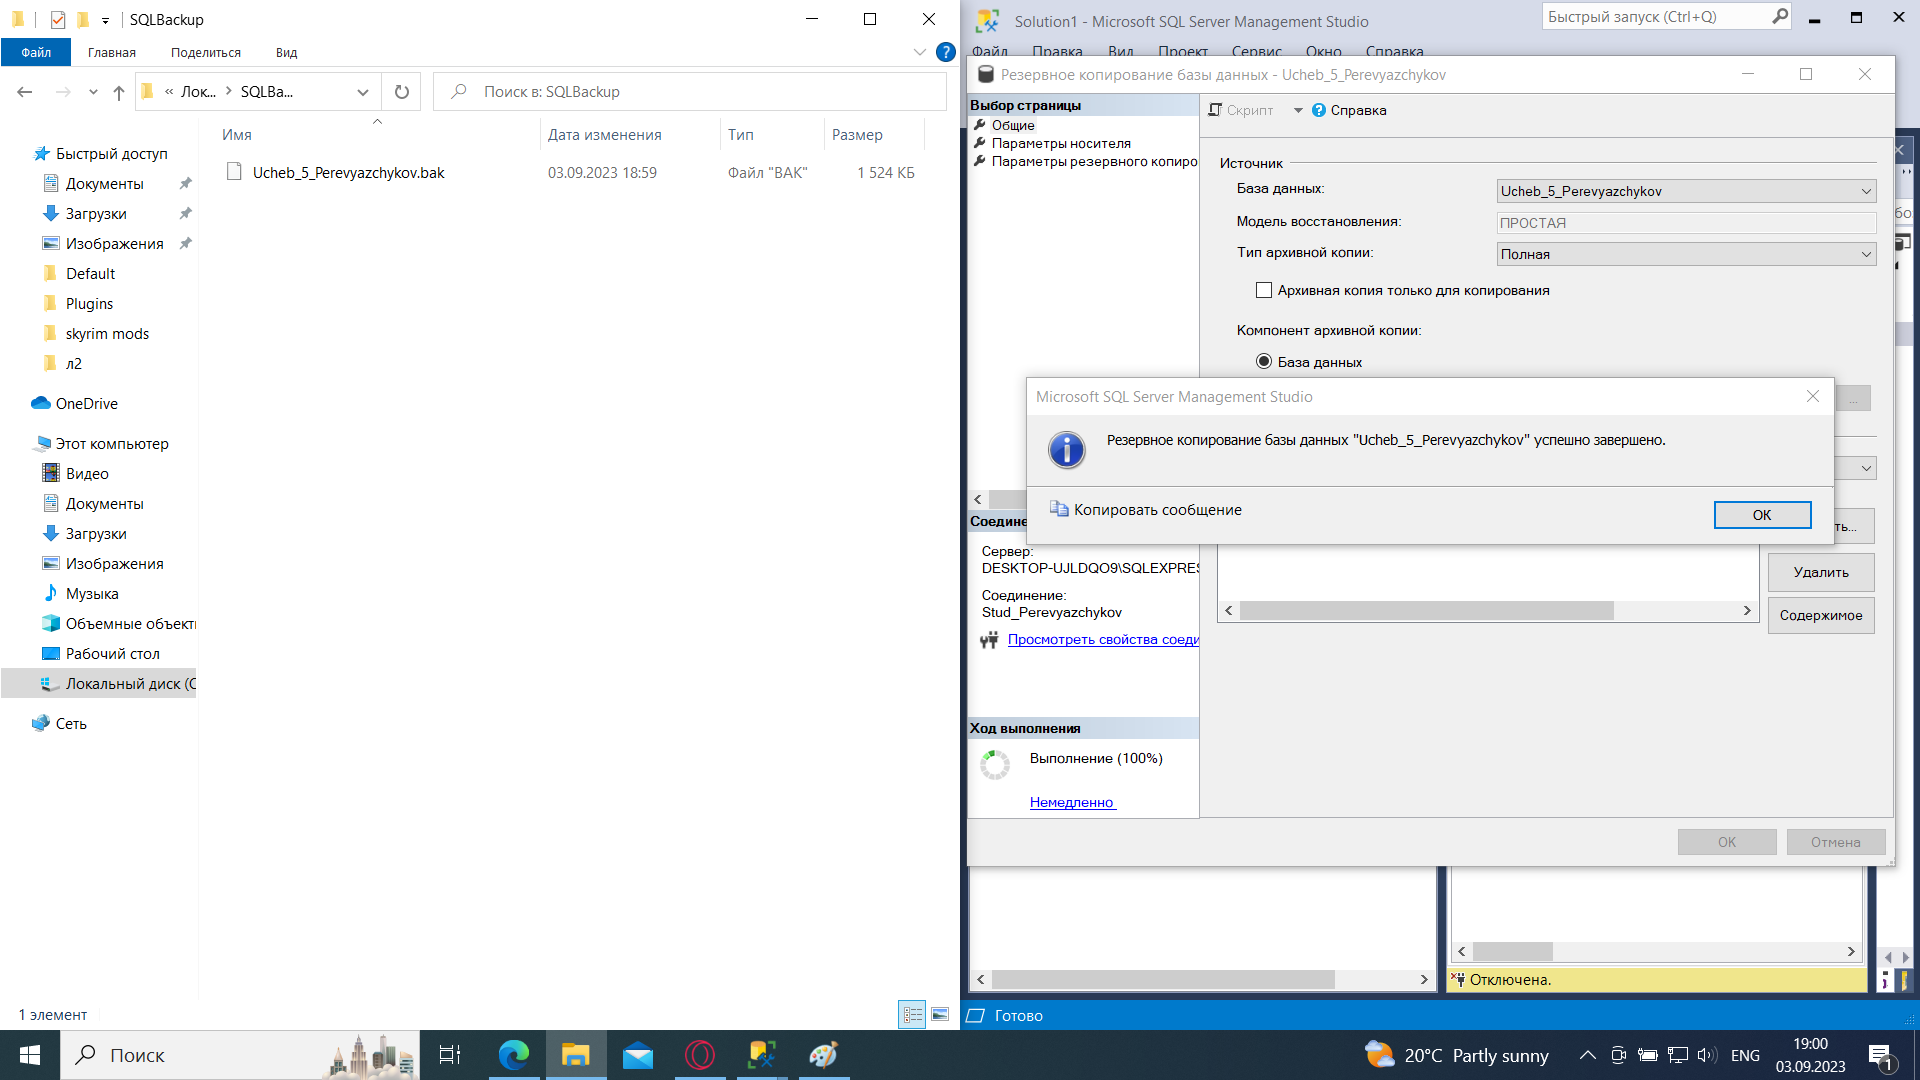 SQLBackup
Файл
Главная
Поделиться
Вид
?
« Лок... > SQLBa...
Поиск в: SQLBackup
Имя
Дата изменения
Тип
Размер
Ucheb_5_Perevyazchykov.bak
03.09.2023 18:59
Файл "BAK"
1 524 КБ
Быстрый доступ
Документы
Загрузки
Изображения
Default
Plugins
skyrim mods
л2
OneDrive
Этот компьютер
Видео
Документы
Загрузки
Изображения
Музыка
Объемные объект
Рабочий стол
Локальный диск (C
Сеть
1 элемент
Solution1 - Microsoft SQL Server Management Studio
Быстрый запуск (Ctrl+Q)
Файл
Правка
Вид
Проект
Сервис
Окно
Справка
Резервное копирование базы данных - Ucheb_5_Perevyazchykov
Выбор страницы
Общие
Параметры носителя
Параметры резервного копиро
Скрипт
? Справка
Источник
База данных:
Ucheb_5_Perevyazchykov
Модель восстановления:
ПРОСТАЯ
Тип архивной копии:
Полная
Архивная копия только для копирования
Компонент архивной копии:
База данных
...
Microsoft SQL Server Management Studio
Резервное копирование базы данных "Ucheb_5_Perevyazchykov" успешно завершено.
Копировать сообщение
ОК
ть...
Удалить
Содержимое
Соедине
Сервер:
DESKTOP-UJLDQO9\SQLEXPRES
Соединение:
Stud_Perevyazchykov
Просмотреть свойства соеди
Ход выполнения
Выполнение (100%)
Немедленно
ОК
Отмена
бо
Отключена.
Готово
Поиск
20°C Partly sunny
ENG
19:00
03.09.2023
1